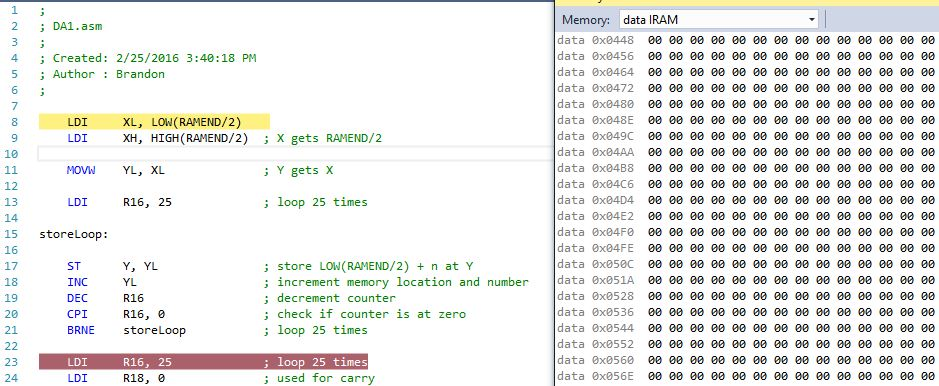 1 ;
2 ; DA1.asm
3 ;
4 ; Created: 2/25/2016 3:40:18 PM
5 ; Author : Brandon
6 ;
7
8 LDI XL, LOW(RAMEND/2)
9 LDI XH, HIGH(RAMEND/2) ; X gets RAMEND/2
10
11 MOVW YL, XL ; Y gets X
12
13 LDI R16, 25 ; loop 25 times
14
15 storeLoop:
16
17 ST Y, YL ; store LOW(RAMEND/2) + n at Y
18 INC YL ; increment memory location and number
19 DEC R16 ; decrement counter
20 CPI R16, 0 ; check if counter is at zero
21 BRNE storeLoop ; loop 25 times
22
23 LDI R16, 25 ; loop 25 times
24 LDI R18, 0 ; used for carry
Memory: data IRAM
data 0x0448 00 00 00 00 00 00 00 00 00 00 00 00 00 00
data 0x0456 00 00 00 00 00 00 00 00 00 00 00 00 00 00
data 0x0464 00 00 00 00 00 00 00 00 00 00 00 00 00 00
data 0x0472 00 00 00 00 00 00 00 00 00 00 00 00 00 00
data 0x0480 00 00 00 00 00 00 00 00 00 00 00 00 00 00
data 0x048E 00 00 00 00 00 00 00 00 00 00 00 00 00 00
data 0x049C 00 00 00 00 00 00 00 00 00 00 00 00 00 00
data 0x04AA 00 00 00 00 00 00 00 00 00 00 00 00 00 00
data 0x04B8 00 00 00 00 00 00 00 00 00 00 00 00 00 00
data 0x04C6 00 00 00 00 00 00 00 00 00 00 00 00 00 00
data 0x04D4 00 00 00 00 00 00 00 00 00 00 00 00 00 00
data 0x04E2 00 00 00 00 00 00 00 00 00 00 00 00 00 00
data 0x04F0 00 00 00 00 00 00 00 00 00 00 00 00 00 00
data 0x04FE 00 00 00 00 00 00 00 00 00 00 00 00 00 00
data 0x050C 00 00 00 00 00 00 00 00 00 00 00 00 00 00
data 0x051A 00 00 00 00 00 00 00 00 00 00 00 00 00 00
data 0x0528 00 00 00 00 00 00 00 00 00 00 00 00 00 00
data 0x0536 00 00 00 00 00 00 00 00 00 00 00 00 00 00
data 0x0544 00 00 00 00 00 00 00 00 00 00 00 00 00 00
data 0x0552 00 00 00 00 00 00 00 00 00 00 00 00 00 00
data 0x0560 00 00 00 00 00 00 00 00 00 00 00 00 00 00
data 0x056E 00 00 00 00 00 00 00 00 00 00 00 00 00 00